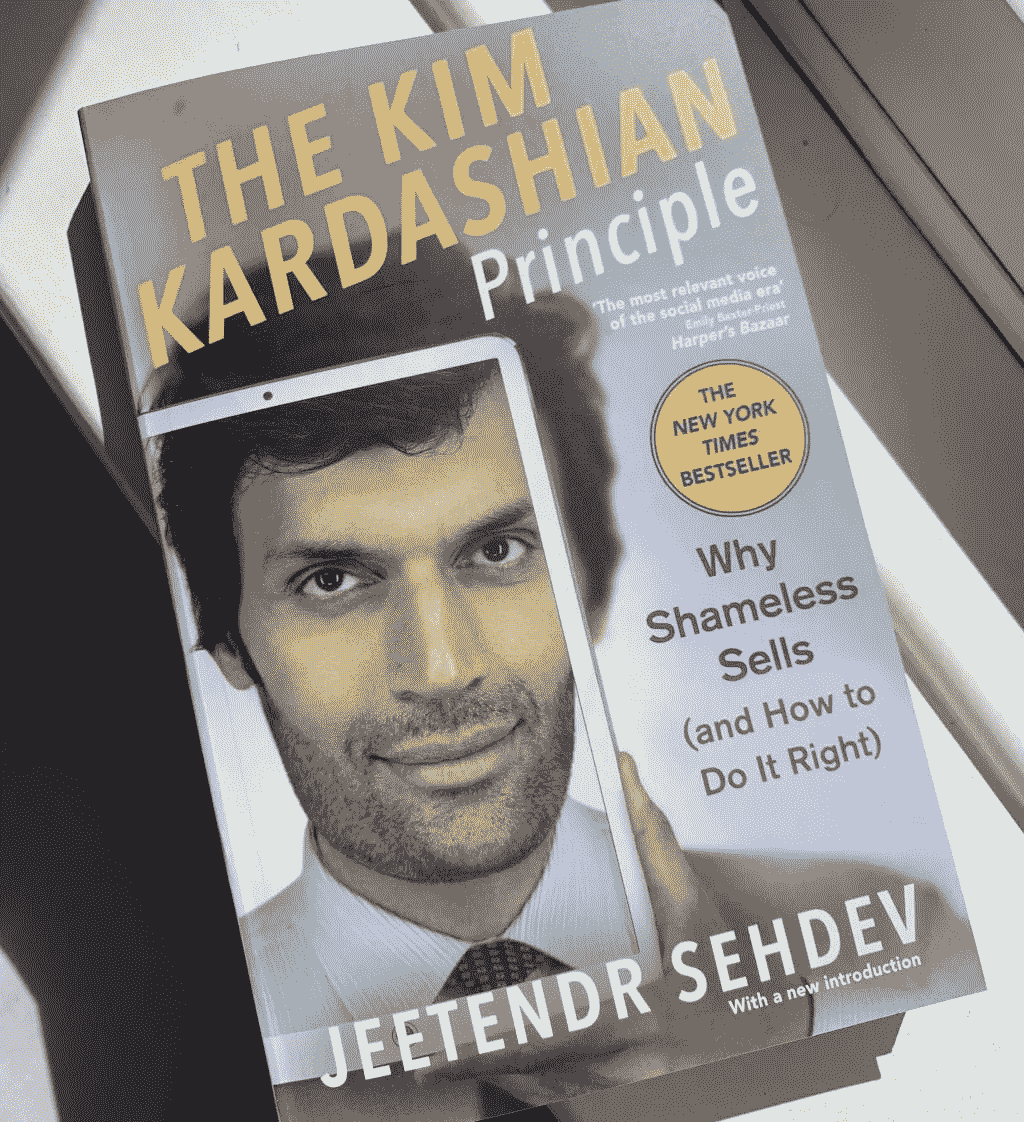 THE KIM
KARDASHIAN
Principle
'The most relevant voice
of the social media era'
Emily Baxter-Priest
Harper's Bazaar
THE
NEW YORK
TIMES
BESTSELLER
Why
Shameless
Sells
(and How to
Do It Right)
JEETENDR SEHDEV
With a new introduction